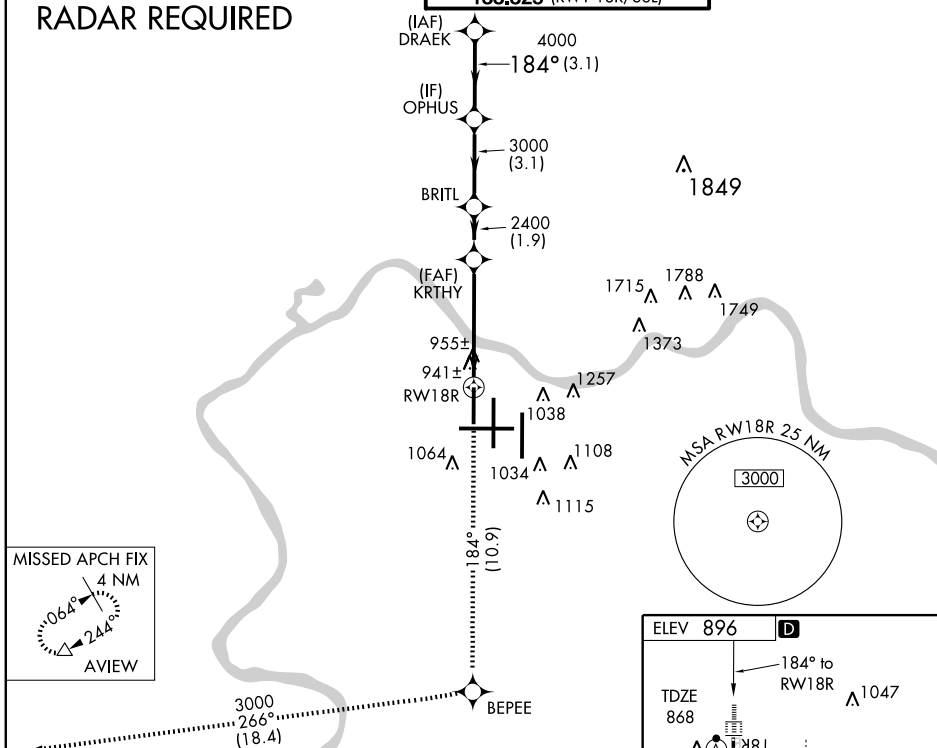 RADAR REQUIRED
(IAF)
DRAEK
4000
184° (3.1)
(IF)
OPHUS
3000
(3.1)
1849
BRITL
2400
(1.9)
(FAF)
KRTHY
1715
1788
1749
1373
955±
941±
RW18R
1257
1038
1064
1034
1108
1115
MSA RW18R 25 NM
3000
184°
(10.9)
MISSED APCH FIX
4 NM
064°
244°
AVIEW
ELEV 896
D
184° to
RW18R
TDZE
868
1047
18R
BEPEE
3000
266°
(18.4)